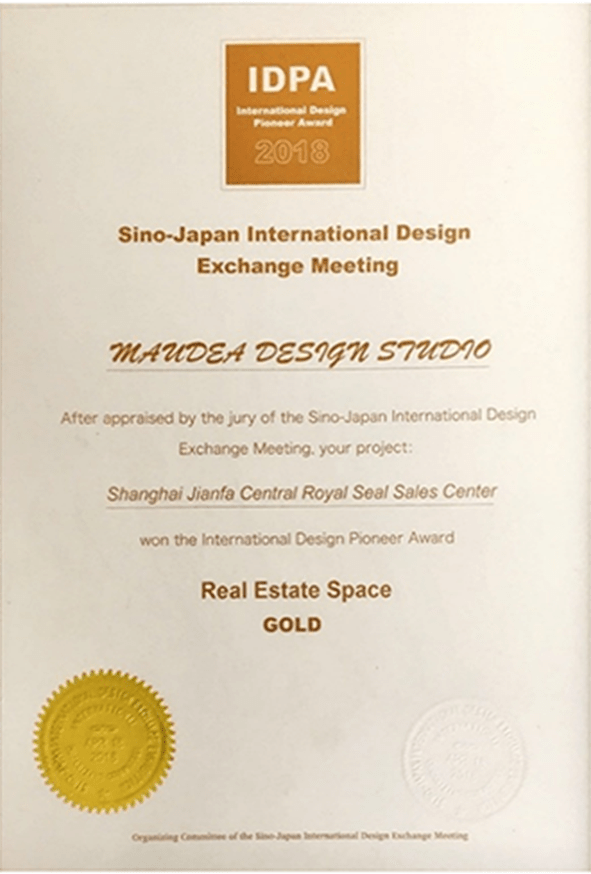 IDPA
International Design
Pioneer Award
2018
Sino-Japan International Design
Exchange Meeting
MAUDEA DESIGN STUDIO
After appraised by the jury of the Sino-Japan International Design
Exchange Meeting, your project:
Shanghai Jianfa Central Royal Seal Sales Center
won the International Design Pioneer Award
Real Estate Space
GOLD
Organizing Committee of the Sino-Japan International Design Exchange Meeting